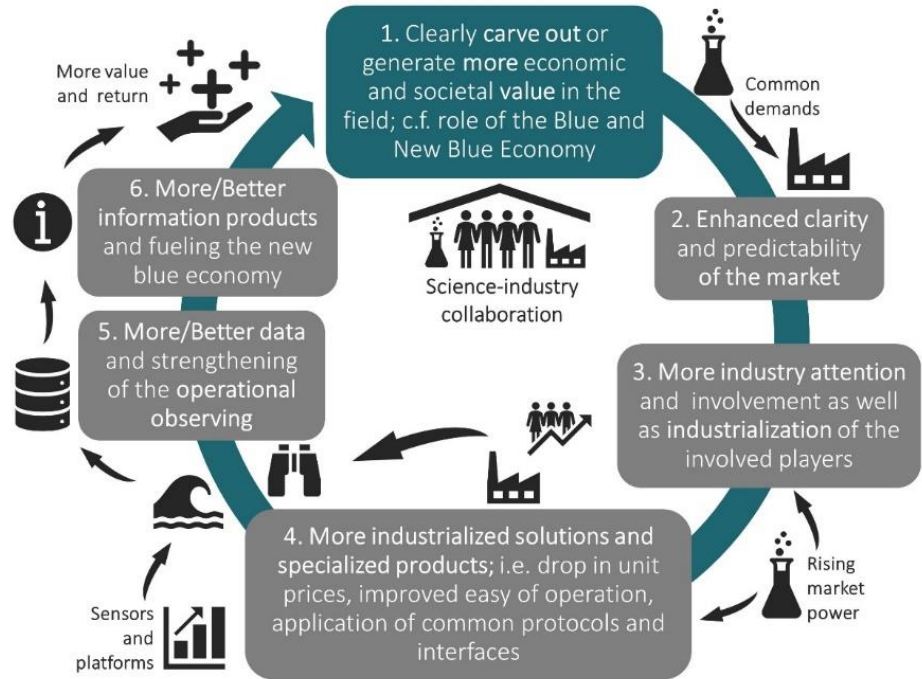 1. Clearly carve out or
generate more economic
and societal value in the
field; c.f. role of the Blue and
New Blue Economy
Common
demands
2. Enhanced clarity
and predictability
of the market
3. More industry attention
and involvement as well
as industrialization of the
involved players
Rising
market
power
4. More industrialized solutions and
specialized products; i.e. drop in unit
prices, improved easy of operation,
application of common protocols and
interfaces
Sensors
and
platforms
5. More/Better data
and strengthening
of the operational
observing
6. More/Better
information products
and fueling the new
blue economy
More value
and return
Science-industry
collaboration